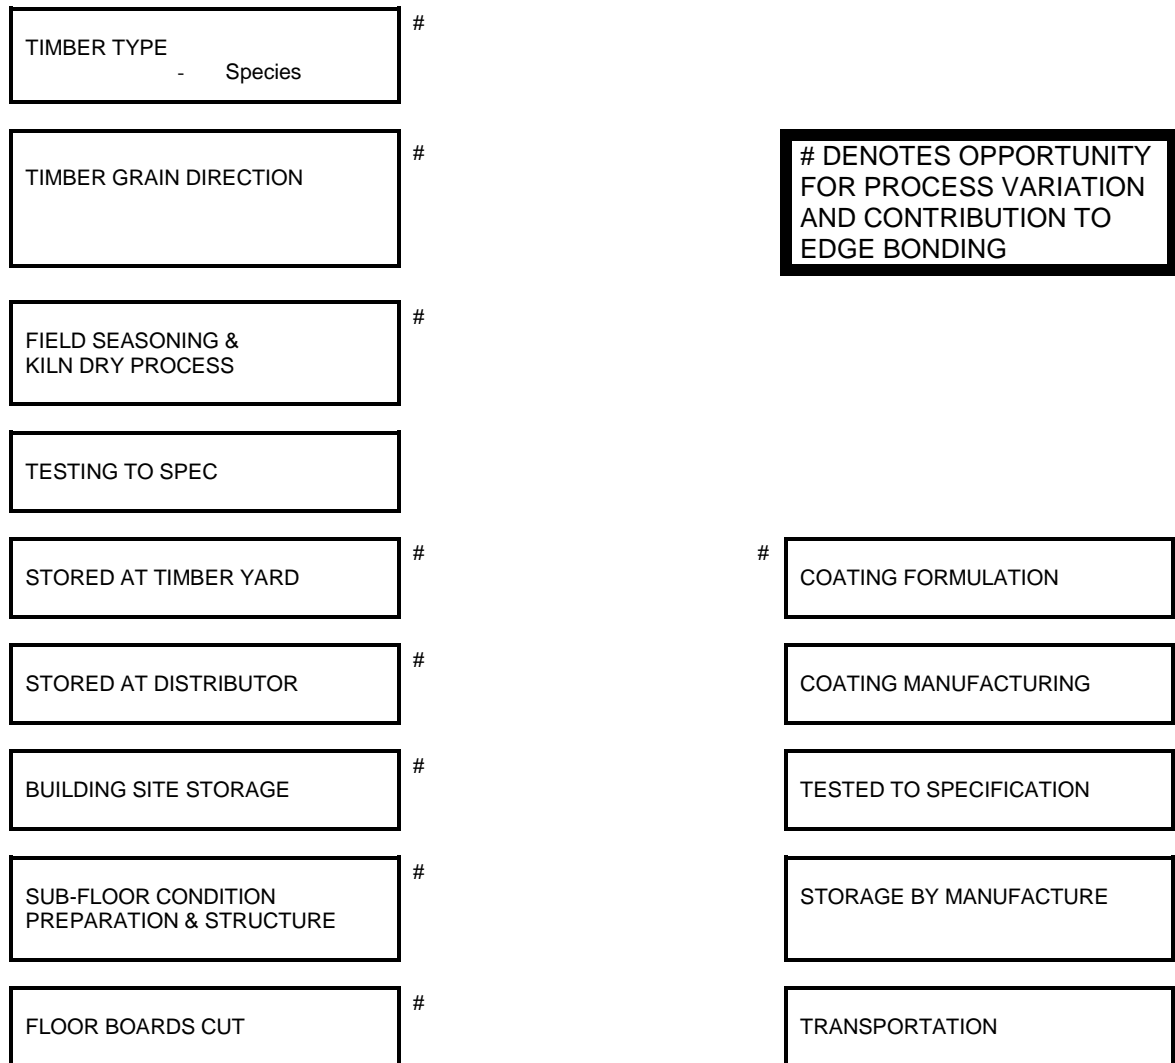 #
TIMBER TYPE
- Species
#
TIMBER GRAIN DIRECTION
# DENOTES OPPORTUNITY
FOR PROCESS VARIATION
AND CONTRIBUTION TO
EDGE BONDING
#
FIELD SEASONING &
KILN DRY PROCESS
TESTING TO SPEC
#
STORED AT TIMBER YARD
#
COATING FORMULATION
#
STORED AT DISTRIBUTOR
COATING MANUFACTURING
#
BUILDING SITE STORAGE
TESTED TO SPECIFICATION
#
SUB-FLOOR CONDITION
PREPARATION & STRUCTURE
STORAGE BY MANUFACTURE
#
FLOOR BOARDS CUT
TRANSPORTATION